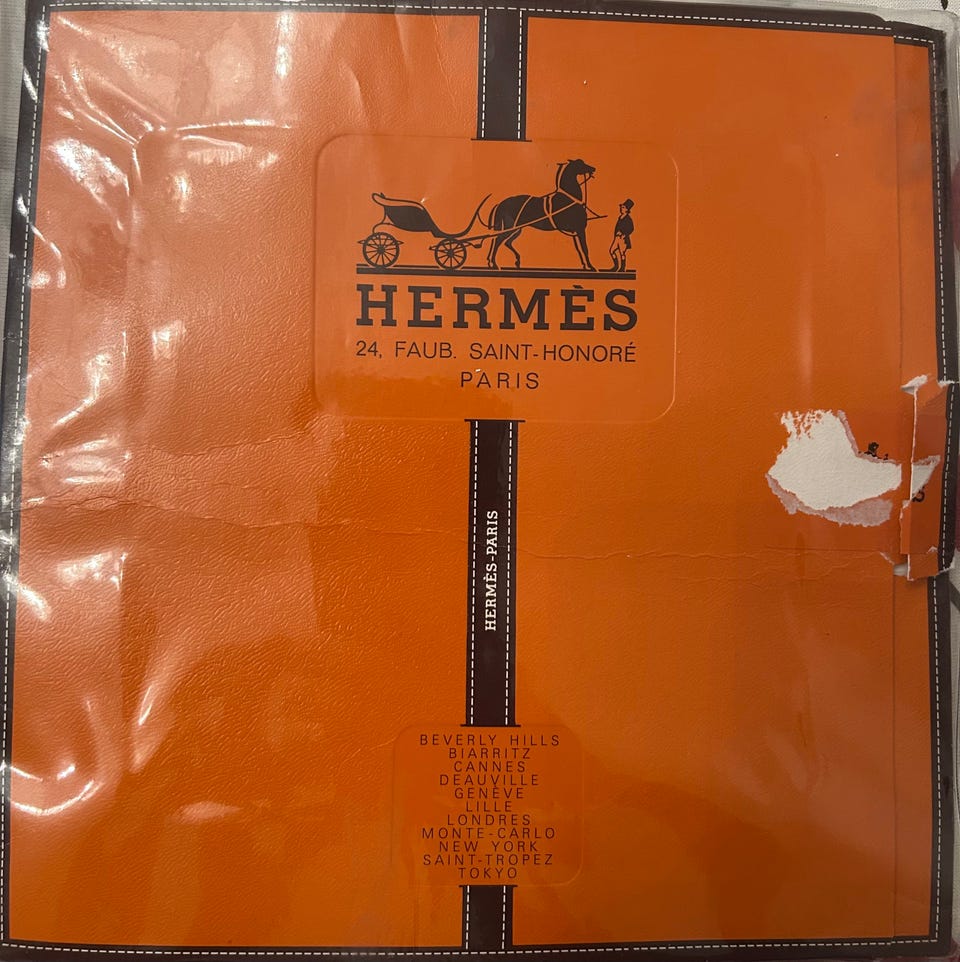 HERMÈS
24, FAUB. SAINT-HONORÉ
PARIS
HERMÈS-PARIS
BEVERLY HILLS
BIARRITZ
CANNES
DEAUVILLE
GENÈVE
LILLE
LONDRES
MONTE-CARLO
NEW YORK
SAINT-TROPEZ
TOKYO